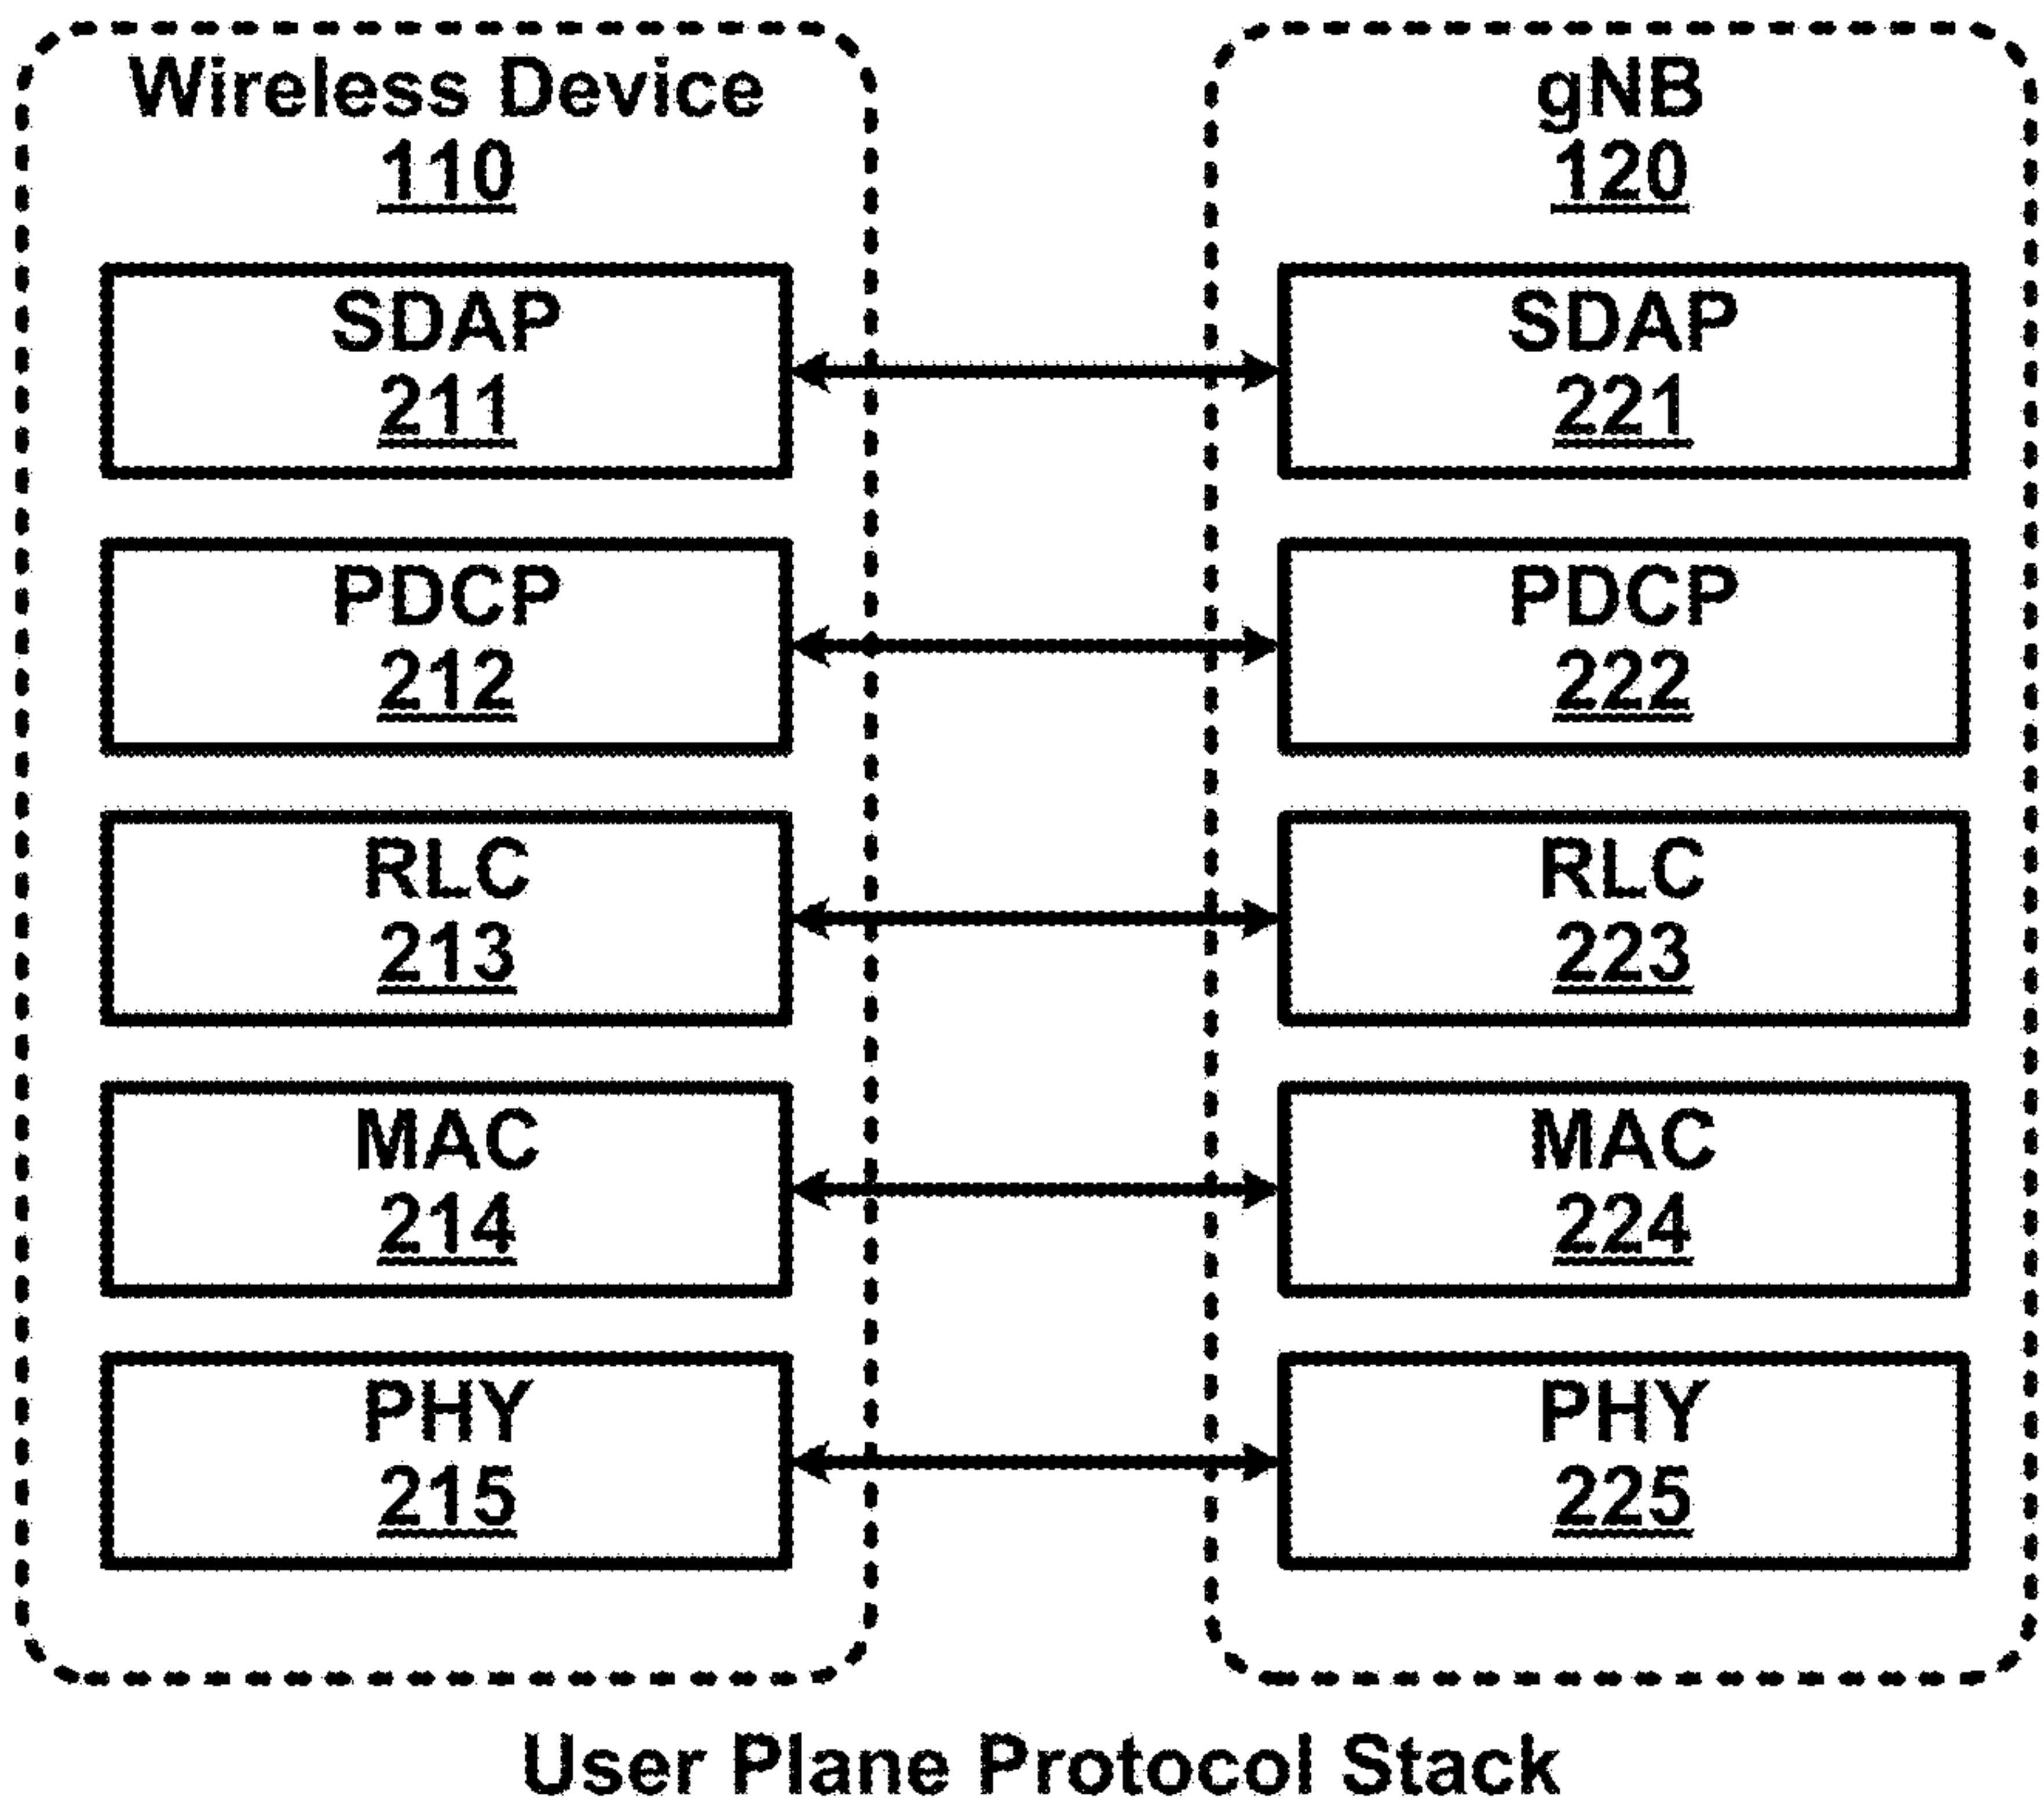 Wireless Device
110
SDAP
211
PDCP
212
RLC
213
MAC
214
PHY
215
gNB
120
SDAP
221
PDCP
222
RLC
223
MAC
224
PHY
225
User Plane Protocol Stack